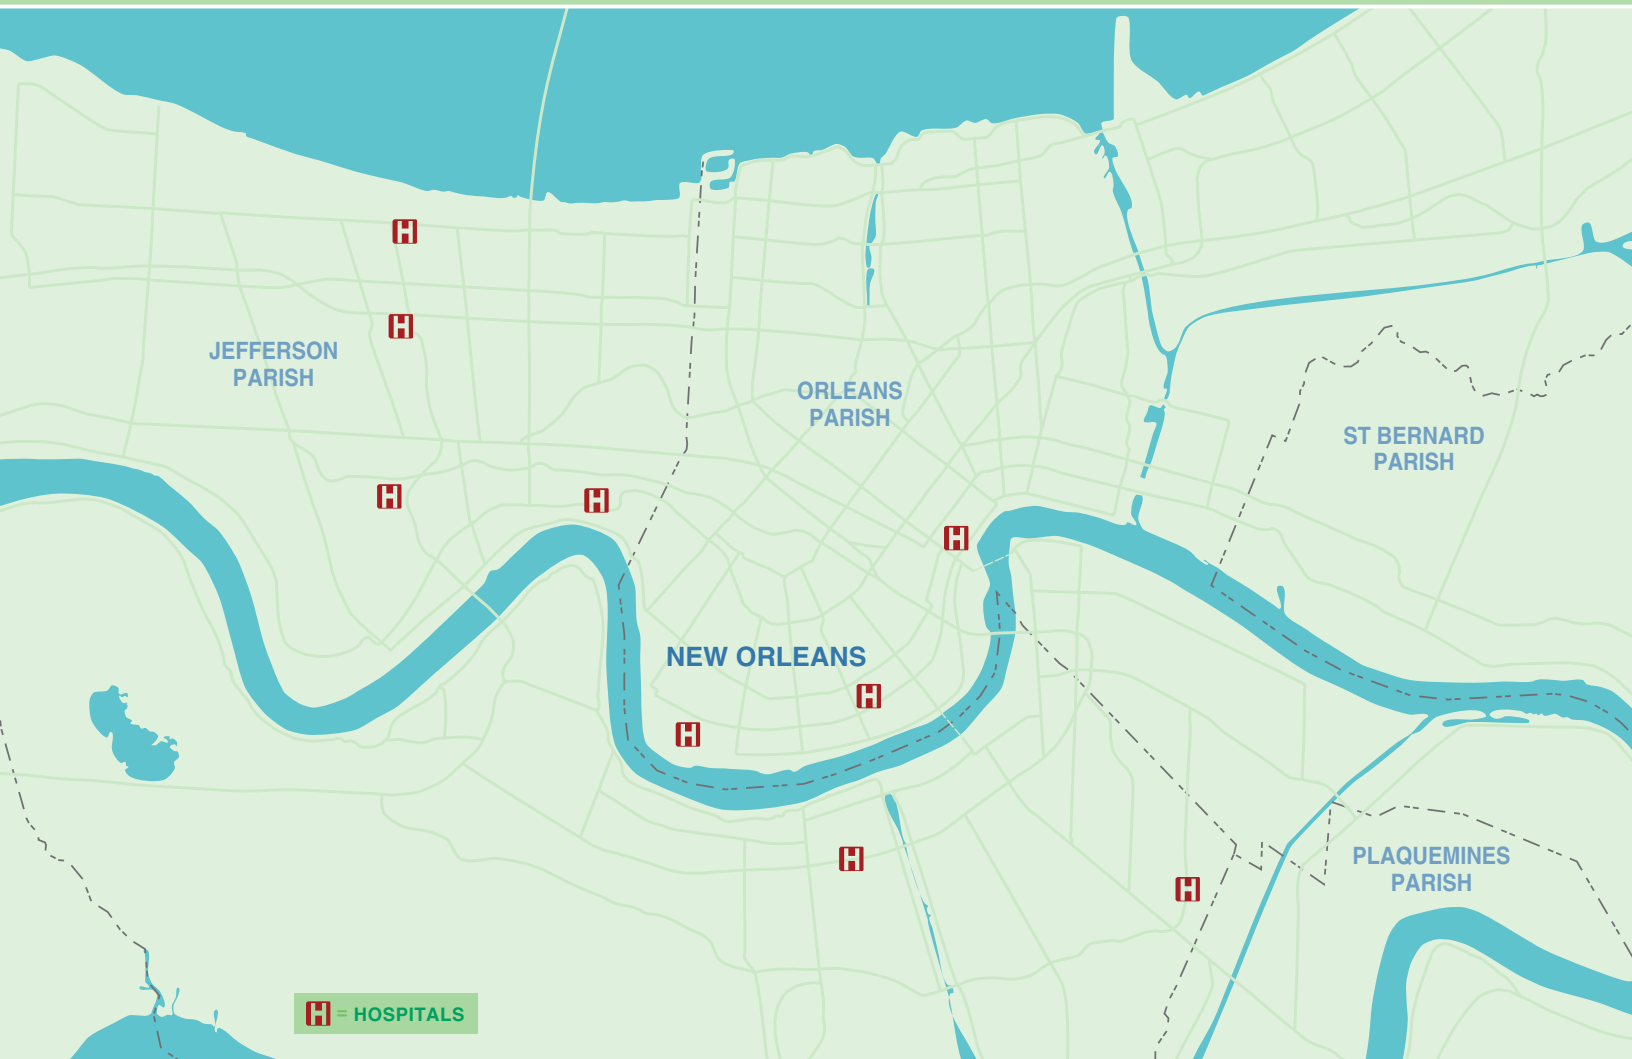 H
H
JEFFERSON
PARISH
ORLEANS
PARISH
ST BERNARD
PARISH
H
H
H
NEW ORLEANS
H
H
H
PLAQUEMINES
PARISH
H
H = HOSPITALS